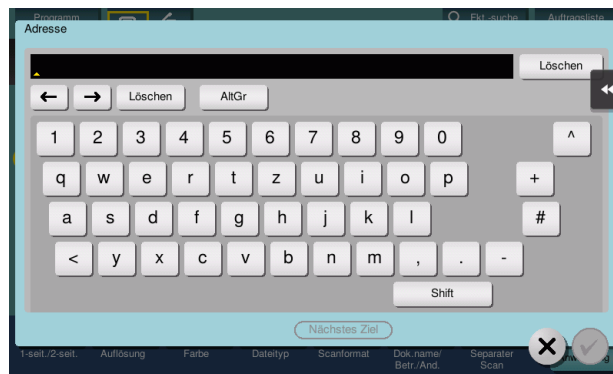 Programm
Fkt.-suche
Auftragsliste
Adresse
Löschen
← → Löschen AltGr
1 2 3 4 5 6 7 8 9 0 ^
q w e r t z u i o p +
a s d f g h j k l #
< y x c v b n m , . -
Shift
Nächstes Ziel
1-seit./2-seit. Auflösung Farbe Dateityp Scanformat Dok.name/ Separater
Betr./And. Scan